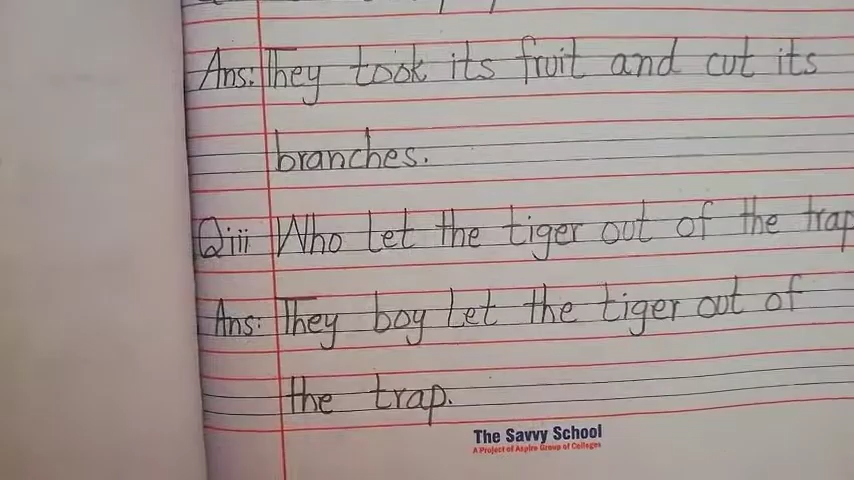 Ans: They took its fruit and cut its
branches.
Qiii Who let the tiger out of the trap
Ans: They boy let the tiger out of
the trap.
The Savvy School
A Project of Aspire Group of Colleges